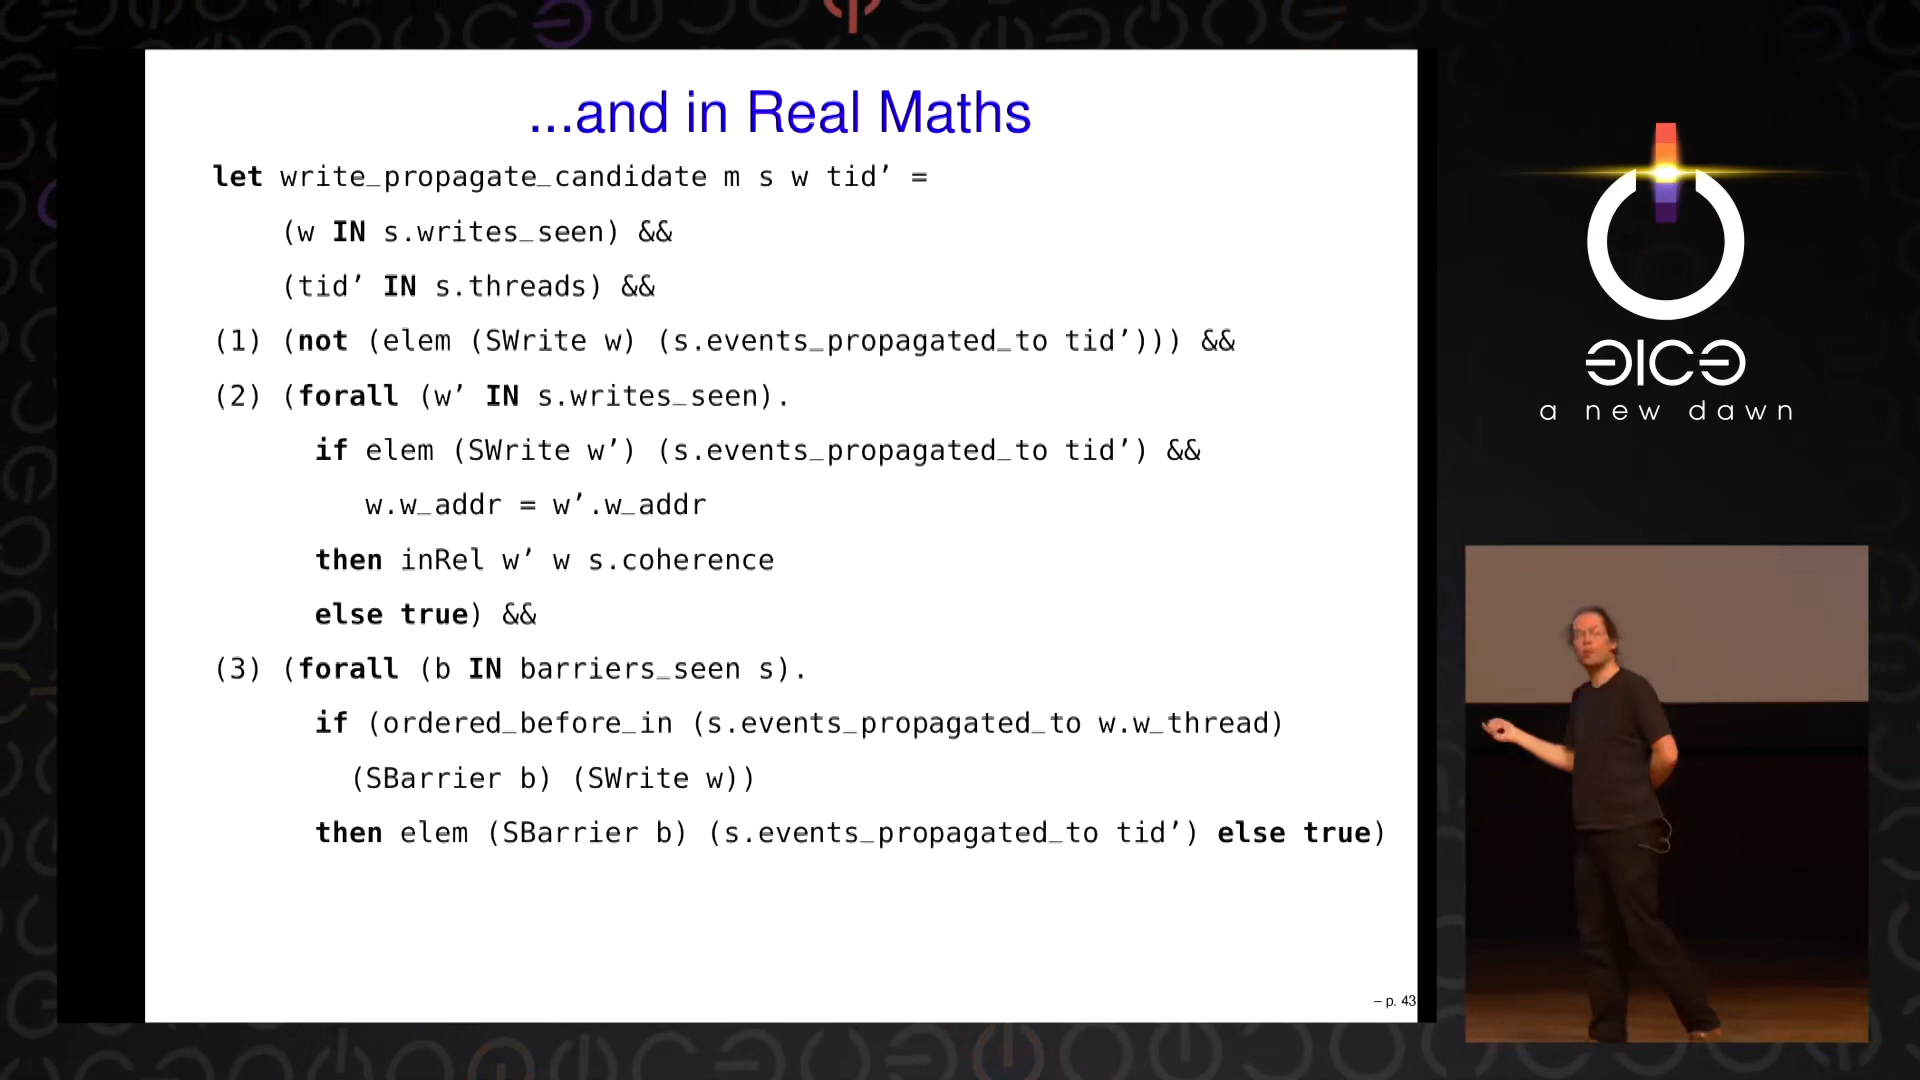 ...and in Real Maths
let write_propagate_candidate m s w tid’ =
(w IN s.writes_seen) &&
(tid’ IN s.threads) &&
(1) (not (elem (SWrite w) (s.events_propagated_to tid’))) &&
(2) (forall (w’ IN s.writes_seen).
if elem (SWrite w’) (s.events_propagated_to tid’) &&
w.w_addr = w’.w_addr
then inRel w’ w s.coherence
else true) &&
(3) (forall (b IN barriers_seen s).
if (ordered_before_in (s.events_propagated_to w.w_thread)
(SBarrier b) (SWrite w))
then elem (SBarrier b) (s.events_propagated_to tid’) else true)
– p. 43
31C3
a new dawn